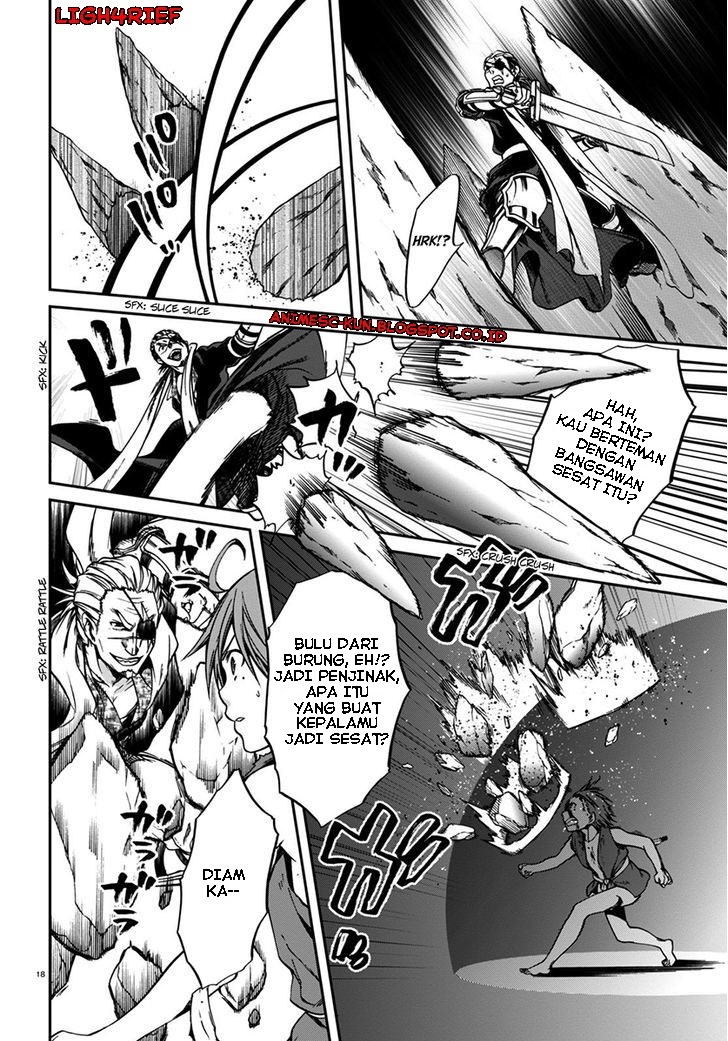 LIGH4RIEF
HRK!?
SFX: SLICE SLICE
ANIMESC-KUN.BLOGSPOT.CO.ID
SFX: KICK
HAH,
APA INI?
KAU BERTEMAN
DENGAN
BANGSAWAN
SESAT ITU?
SFX: CRUSH CRUSH
SFX: RATTLE RATTLE
BULU DARI
BURUNG, EH!?
JADI PENJINAK,
APA ITU
YANG BUAT
KEPALAMU
JADI SESAT?
DIAM
KA--
18